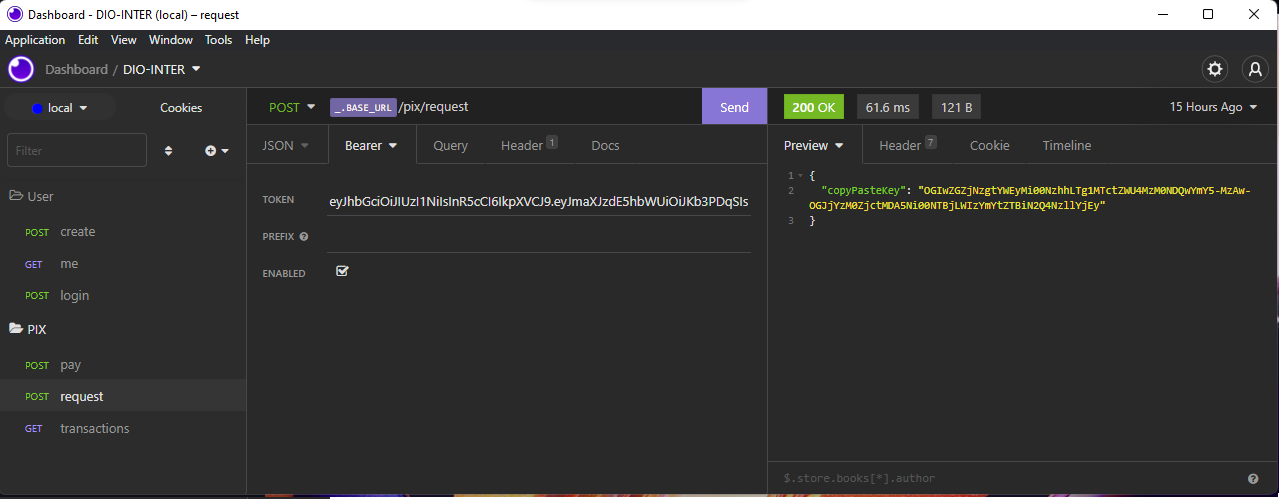 Dashboard - DIO-INTER (local) – request
Application Edit View Window Tools Help
Dashboard / DIO-INTER
local Cookies
POST _.BASE_URL /pix/request Send
200 OK 61.6 ms 121 B 15 Hours Ago
Filter
JSON Bearer Query Header 1 Docs
Preview Header 7 Cookie Timeline
User
POST create
GET me
POST login
PIX
POST pay
POST request
GET transactions
TOKEN eyJhbGciOiJIUzI1NiIsInR5cCI6IkpXVCJ9.eyJmaXJzdE5hbWUiOiJKb3PDqSIs
PREFIX
ENABLED
1 {
2 "copyPasteKey": "OGIwZGZjNzgtYWEyMi00NzhhLTg1MTctZWU4MzM0NDQwYmY5-MzAw-
OGJjYzM0ZjctMDA5Ni00NTBjLWIzYmYtZTBiN2Q4NzllYjEy"
3 }
$.store.books[*].author